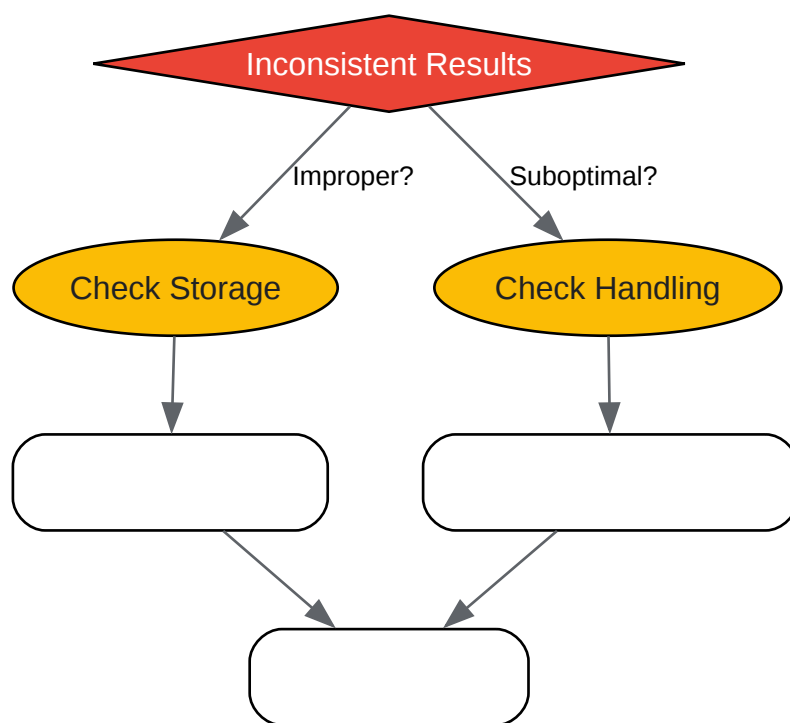 Inconsistent Results
Improper?
Suboptimal?
Check Storage
Check Handling